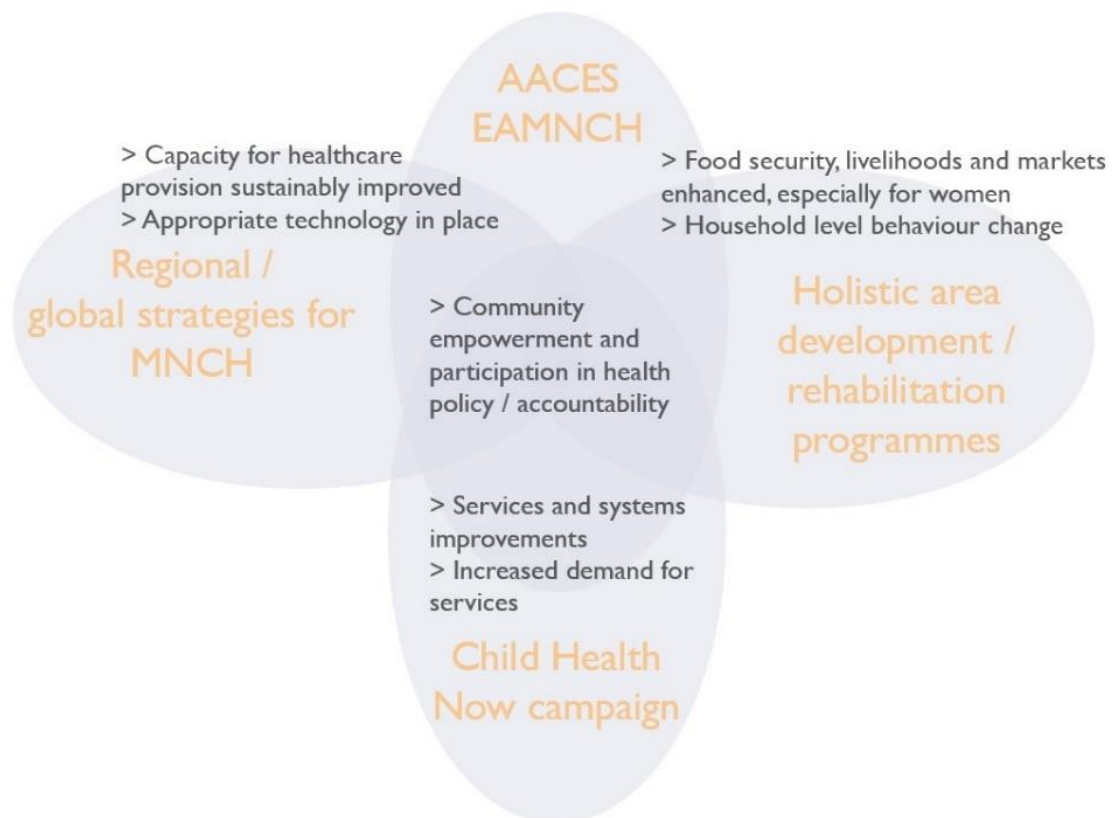 AACES
EAMNCH
> Capacity for healthcare
provision sustainably improved
> Appropriate technology in place
> Food security, livelihoods and markets
enhanced, especially for women
> Household level behaviour change
Regional /
global strategies for
MNCH
> Community
empowerment and
participation in health
policy / accountability
Holistic area
development /
rehabilitation
programmes
> Services and systems
improvements
> Increased demand for
services
Child Health
Now campaign